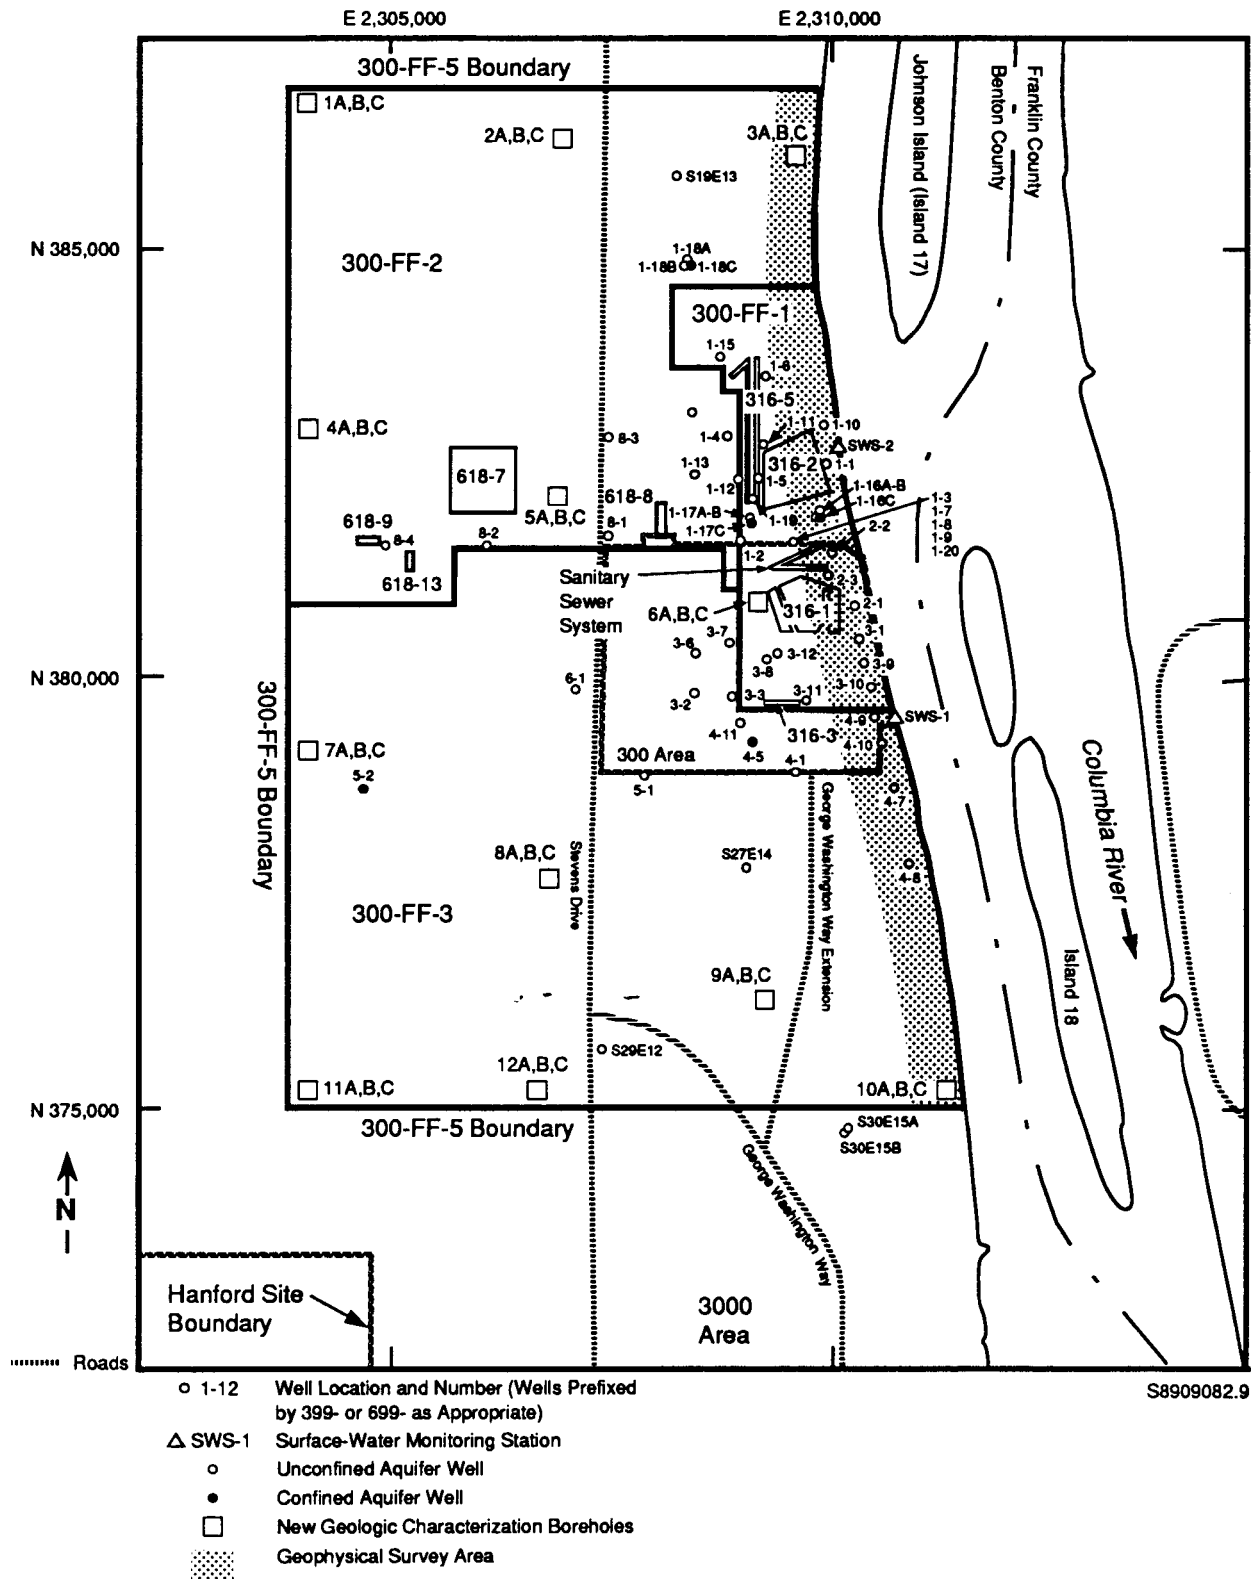 E 2,305,000
E 2,310,000
300-FF-5 Boundary
1A,B,C
2A,B,C
3A,B,C
S19E13
Johnson Island (Island 17)
Benton County
Franklin County
N 385,000
300-FF-2
1-18A
1-18B
1-18C
300-FF-1
1-15
1-6
316-5
4A,B,C
8-3
1-4
1-11
1-10
SWS-2
618-7
1-13
316-2
1-1
1-12
1-5
1-16A-B
1-16C
5A,B,C
618-8
1-17A-B
1-19
1-3
1-7
1-8
1-9
1-20
618-9
8-4
8-2
8-1
1-17C
2-2
618-13
1-2
Sanitary
Sewer
System
2-3
6A,B,C
316-1
2-1
3-7
3-1
3-6
3-12
3-8
3-9
N 380,000
6-1
3-10
3-2
3-3
3-11
300-FF-5 Boundary
4-9
SWS-1
4-11
316-3
7A,B,C
300 Area
4-5
4-10
4-1
5-2
5-1
4-7
George Washington Way Extension
Columbia River
8A,B,C
Stevens Drive
S27E14
4-8
300-FF-3
9A,B,C
Island 18
S29E12
12A,B,C
11A,B,C
10A,B,C
N 375,000
300-FF-5 Boundary
S30E15A
S30E15B
George Washington Way
N
Hanford Site
Boundary
3000
Area
Roads
S8909082.9
1-12 Well Location and Number (Wells Prefixed
by 399- or 699- as Appropriate)
SWS-1 Surface-Water Monitoring Station
Unconfined Aquifer Well
Confined Aquifer Well
New Geologic Characterization Boreholes
Geophysical Survey Area